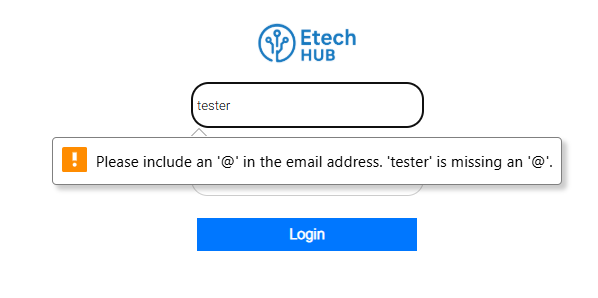 Etech
HUB
tester
Please include an '@' in the email address. 'tester' is missing an '@'.
Login